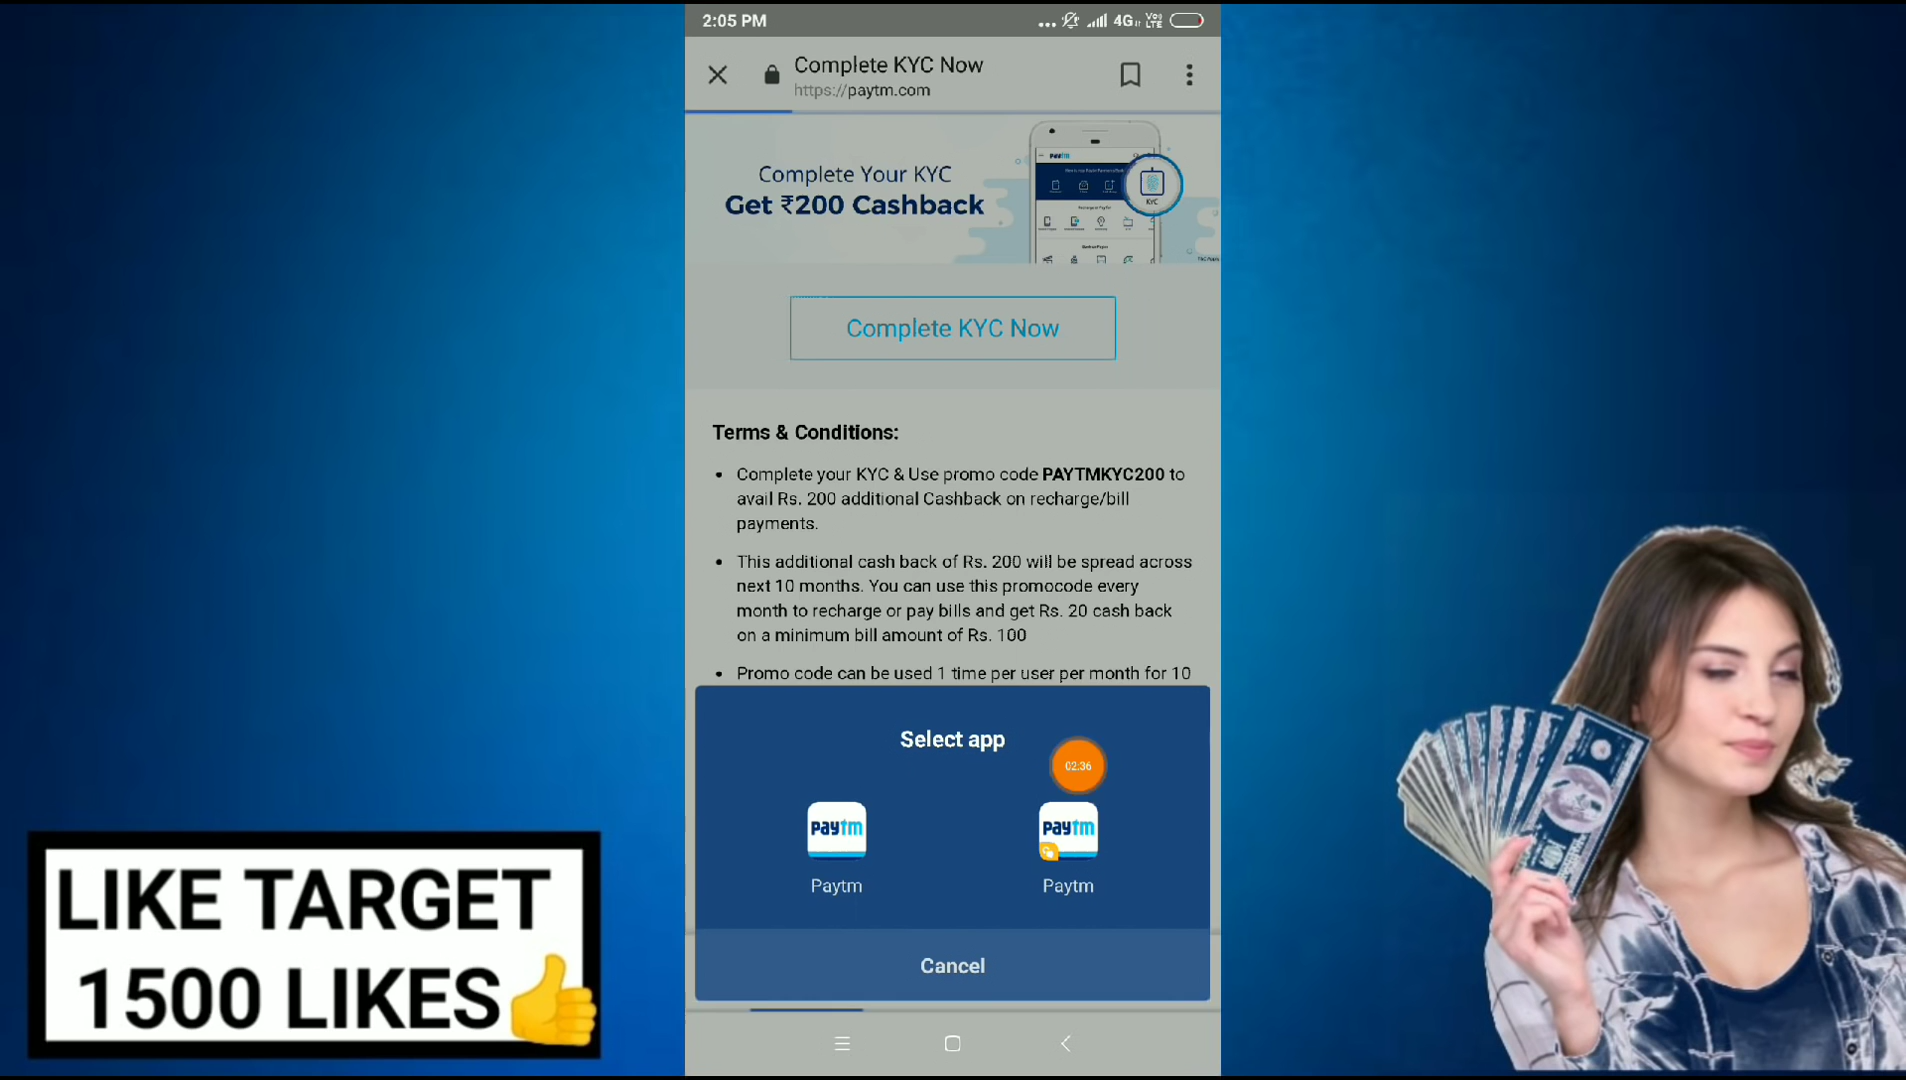 2:05 PM
4G
VoLTE
Complete KYC Now
https://paytm.com
Complete Your KYC
Get ₹200 Cashback
Paytm
KYC
Complete KYC Now
Terms & Conditions:
• Complete your KYC & Use promo code PAYTMKYC200 to
avail Rs. 200 additional Cashback on recharge/bill
payments.
• This additional cash back of Rs. 200 will be spread across
next 10 months. You can use this promocode every
month to recharge or pay bills and get Rs. 20 cash back
on a minimum bill amount of Rs. 100
• Promo code can be used 1 time per user per month for 10
Select app
02:36
paytm
paytm
Paytm
Paytm
Cancel
LIKE TARGET
1500 LIKES